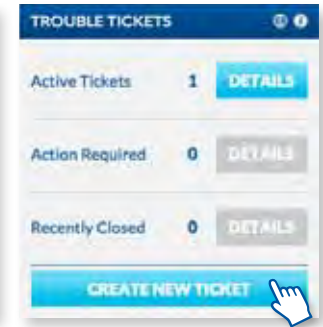 TROUBLE TICKETS
Active Tickets 1 DETAILS
Action Required 0 DETAILS
Recently Closed 0 DETAILS
CREATE NEW TICKET